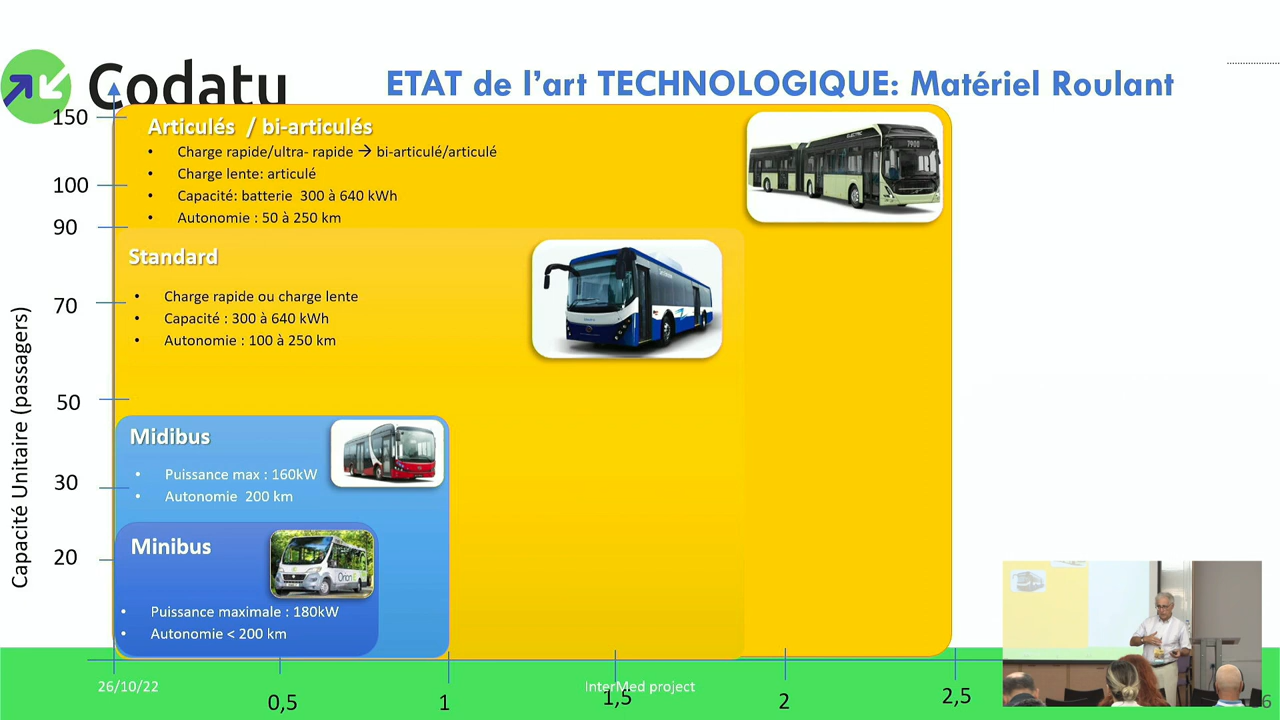 Codatu
ETAT de l'art TECHNOLOGIQUE: Matériel Roulant
Capacité Unitaire (passagers)
150
100
90
70
50
30
20
Articulés / bi-articulés
• Charge rapide/ultra- rapide → bi-articulé/articulé
• Charge lente: articulé
• Capacité: batterie 300 à 640 kWh
• Autonomie : 50 à 250 km
ELECTRIC
7900
Standard
• Charge rapide ou charge lente
• Capacité : 300 à 640 kWh
• Autonomie : 100 à 250 km
Midibus
• Puissance max : 160kW
• Autonomie 200 km
Minibus
Orion
• Puissance maximale : 180kW
• Autonomie < 200 km
26/10/22
InterMed project
6
0,5
1
1,5
2
2,5